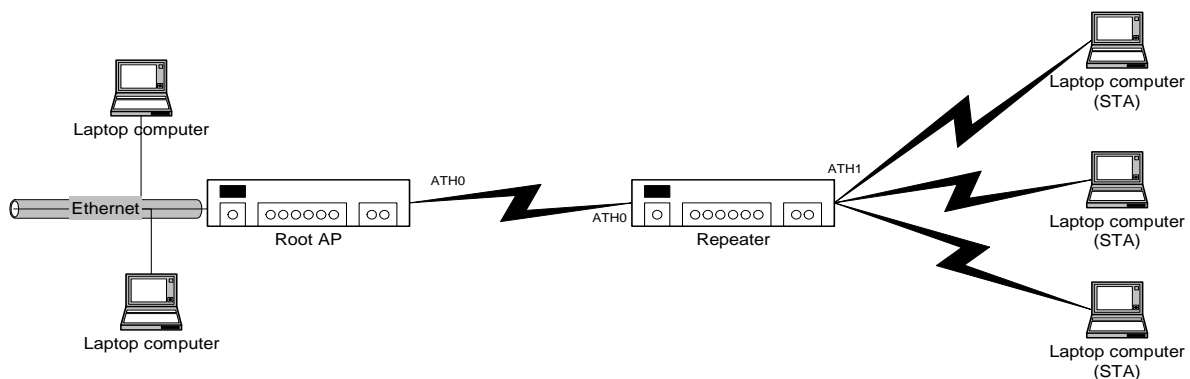 Laptop computer
Ethernet
Root AP
Laptop computer
ATH0
ATH0
Repeater
ATH1
Laptop computer
(STA)
Laptop computer
(STA)
Laptop computer
(STA)